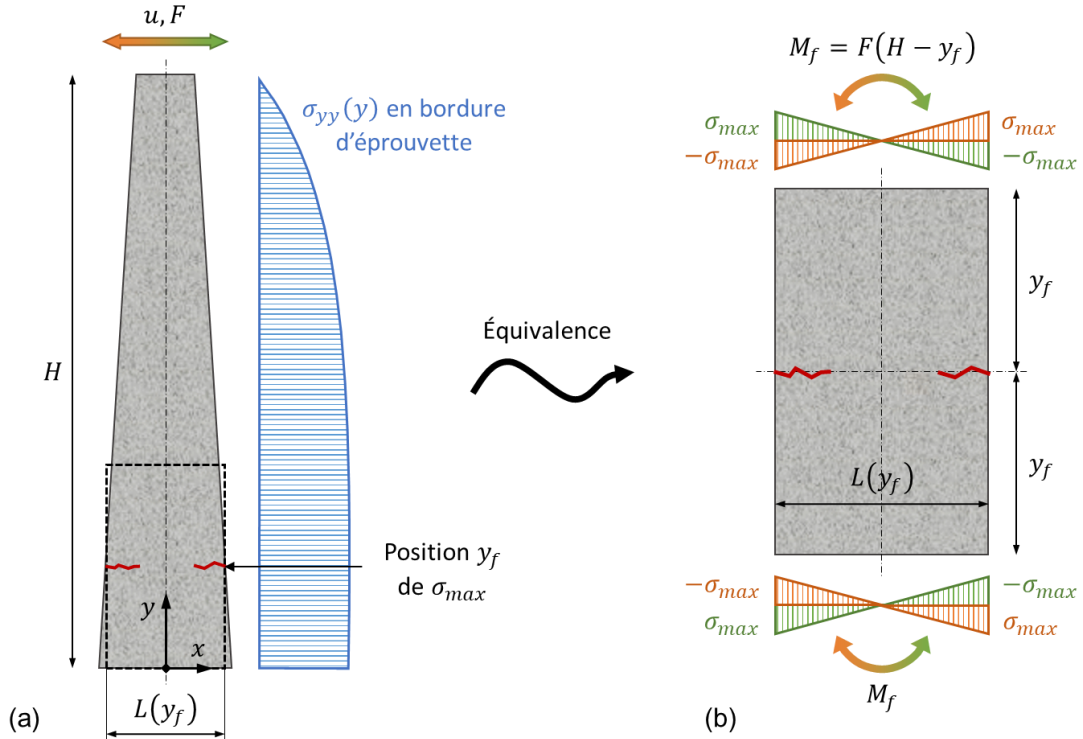 u, F
σ_yy(y) en bordure
d'éprouvette
H
Position y_f
de σ_max
y
x
L(y_f)
(a)
Équivalence
M_f = F(H − y_f)
σ_max
−σ_max
σ_max
−σ_max
y_f
L(y_f)
y_f
−σ_max
σ_max
−σ_max
σ_max
M_f
(b)